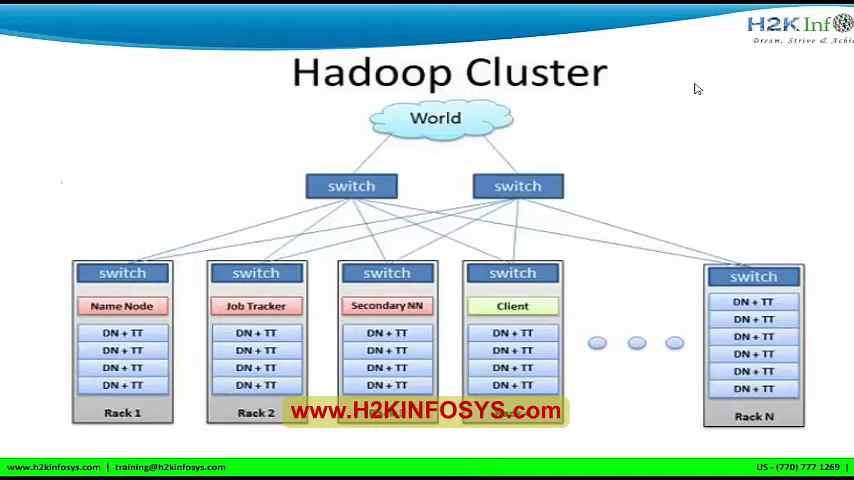 H2K Inf
Dream, Strive & Achi
Hadoop Cluster
World
switch switch
switch switch switch switch switch
Name Node Job Tracker Secondary NN Client DN + TT
DN + TT
DN + TT DN + TT DN + TT DN + TT DN + TT
DN + TT DN + TT DN + TT DN + TT DN + TT
DN + TT DN + TT DN + TT DN + TT DN + TT
DN + TT DN + TT DN + TT DN + TT DN + TT
Rack 1 Rack 2 www.H2KINFOSYS.com Rack N
www.h2kinfosys.com | training@h2kinfosys.com US - (770) 777 1269 |